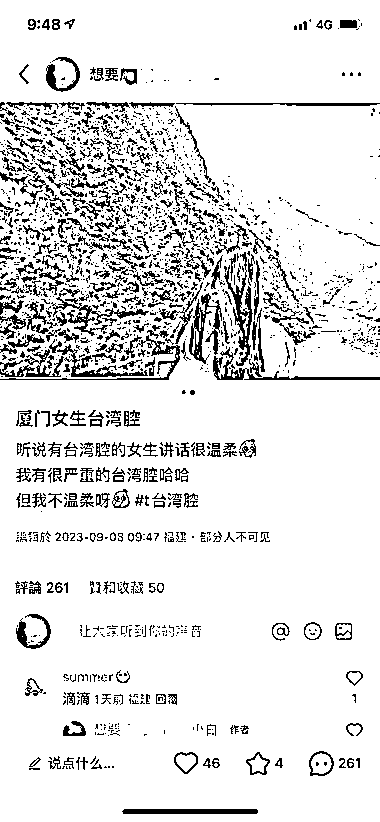 9:48
4G
想要
厦门女生台湾腔
听说有台湾腔的女生讲话很温柔
我有很严重的台湾腔哈哈
但我不温柔呀 #t台湾腔
編輯於 2023-09-08 09:47 福建・部分人不可见
評論 261 贊和收藏 50
让大家听到你的声音
summer
滴滴 1天前 福建 回覆
1
想要 小白 作者
说点什么...
46
4
261